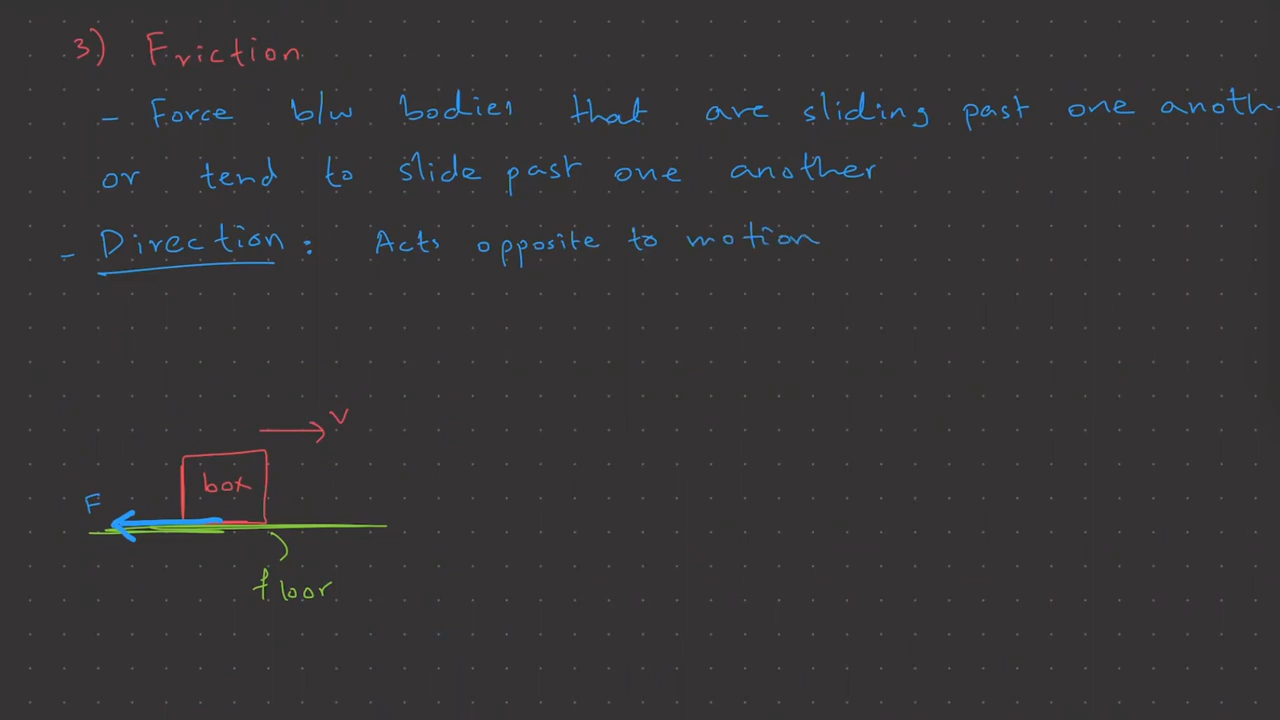 3) Friction
- Force b/w bodies that are sliding past one anoth
or tend to slide past one another
- Direction: Acts opposite to motion
V
box
F
floor